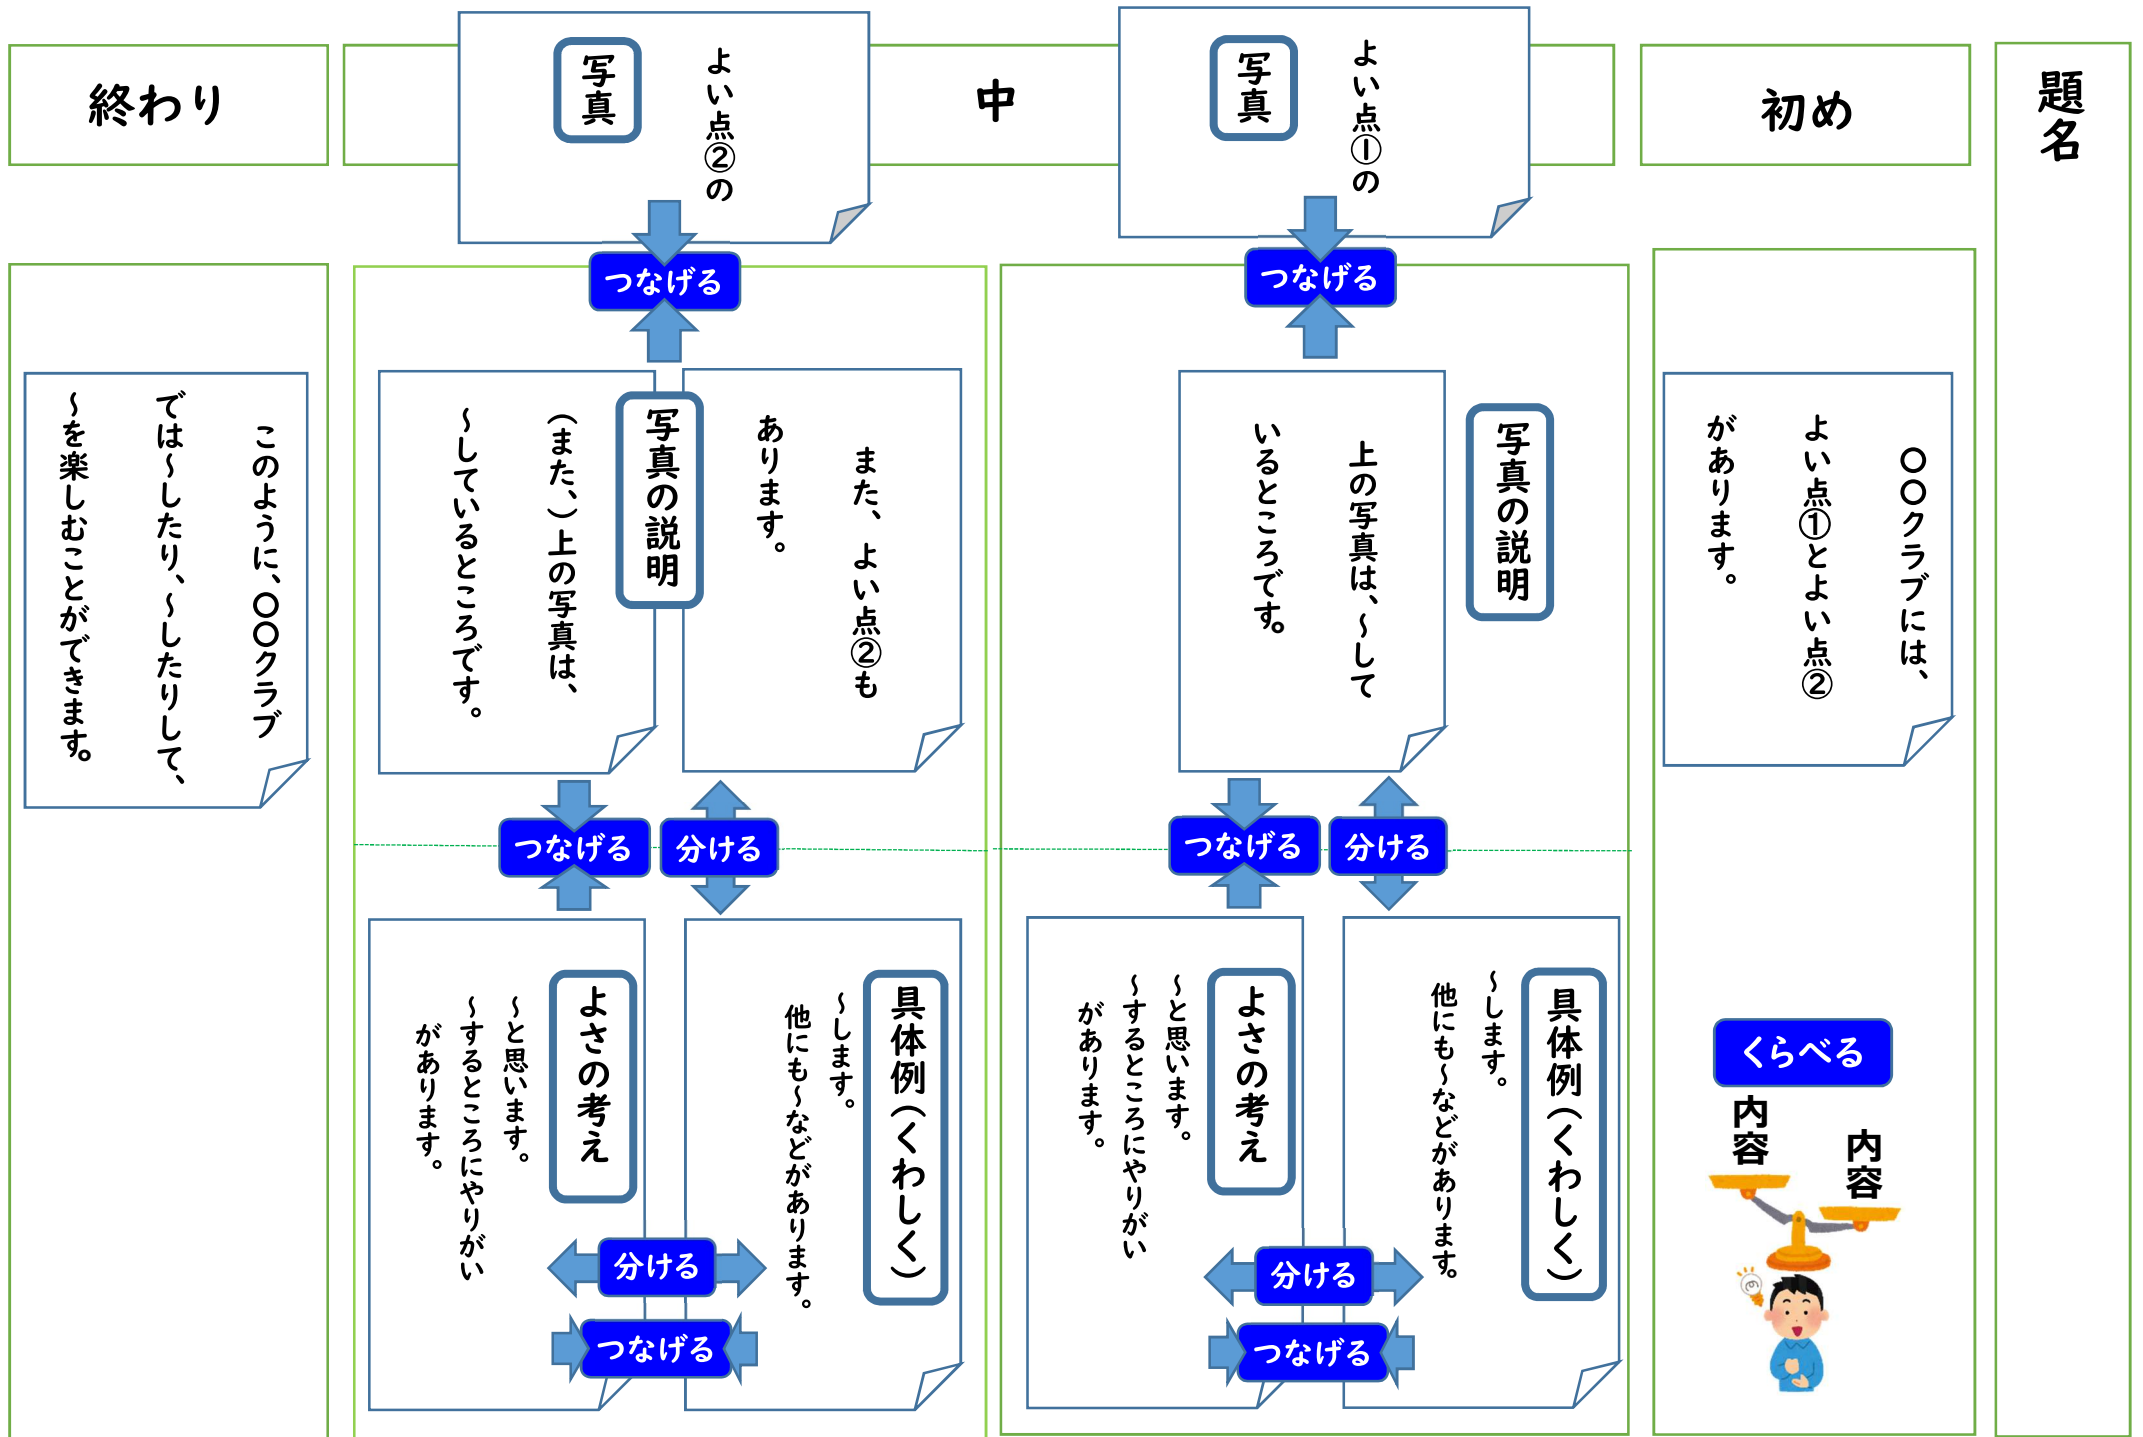 題名
初め
〇〇クラブには、
よい点①とよい点②
があります。
くらべる
内容
内容
中
よい点①の
写真
つなげる
写真の説明
上の写真は、～して
いるところです。
つなげる
分ける
具体例（くわしく）
～します。
他にも～などがあります。
よさの考え
～と思います。
～するところにやりがい
があります。
分ける
つなげる
よい点②の
写真
つなげる
また、よい点②も
あります。
写真の説明
（また、）上の写真は、
～しているところです。
つなげる
分ける
具体例（くわしく）
～します。
他にも～などがあります。
よさの考え
～と思います。
～するところにやりがい
があります。
分ける
つなげる
終わり
このように、〇〇クラブ
では～したり、～したりして、
～を楽しむことができます。